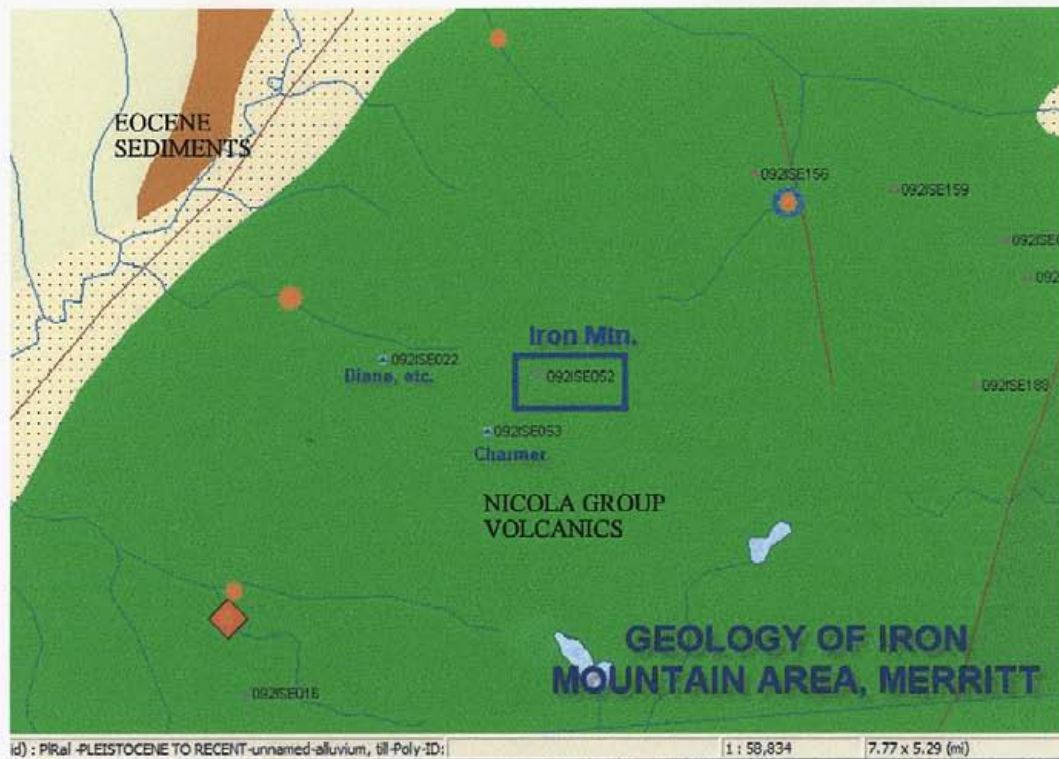 EOCENE
SEDIMENTS
092ISE156
092ISE159
Iron Mtn.
092ISE022
Diane, etc.
092ISE052
092ISE188
092ISE053
Charmer
NICOLA GROUP
VOLCANICS
GEOLOGY OF IRON
MOUNTAIN AREA, MERRITT
092ISE016
id) : PlRal -PLEISTOCENE TO RECENT-unnamed-alluvium, till-Poly-ID:
1 : 58,834
7.77 x 5.29 (mi)